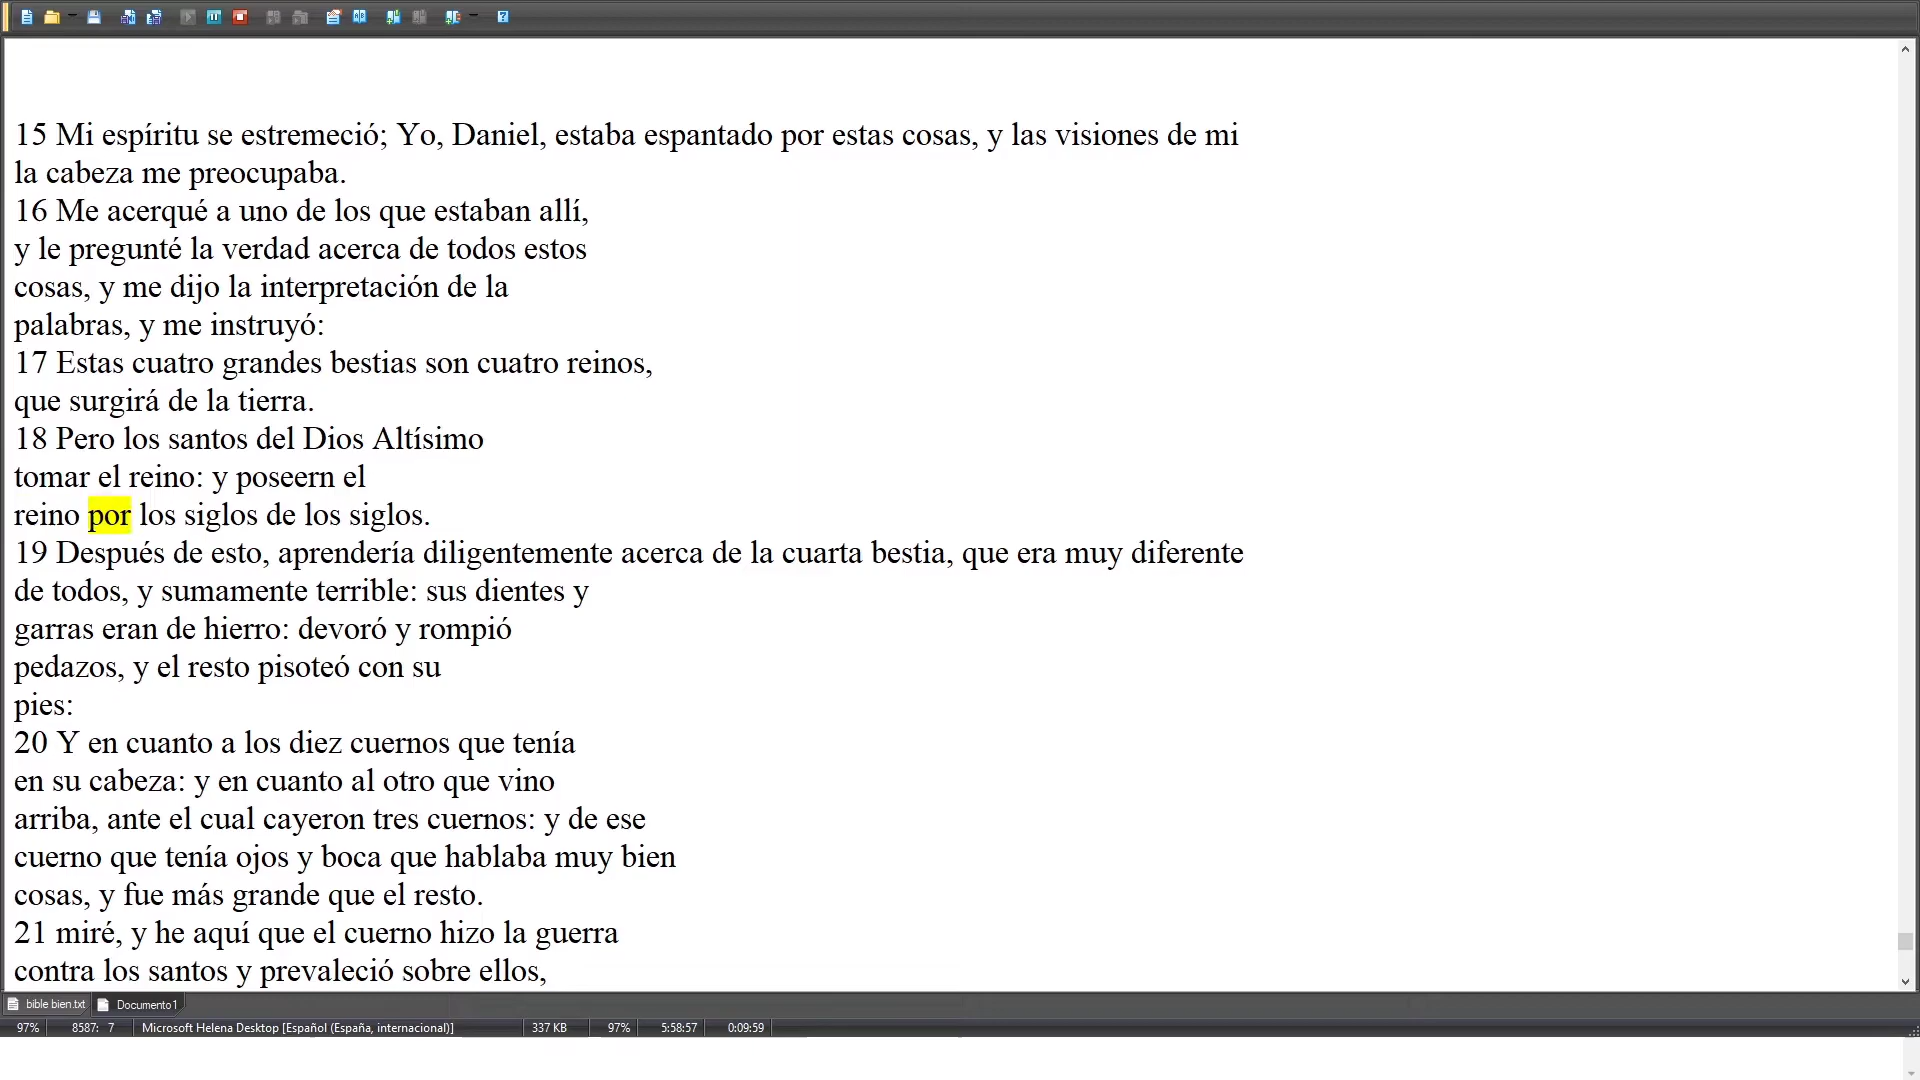 15 Mi espíritu se estremeció; Yo, Daniel, estaba espantado por estas cosas, y las visiones de mi
la cabeza me preocupaba.
16 Me acerqué a uno de los que estaban allí,
y le pregunté la verdad acerca de todos estos
cosas, y me dijo la interpretación de la
palabras, y me instruyó:
17 Estas cuatro grandes bestias son cuatro reinos,
que surgirá de la tierra.
18 Pero los santos del Dios Altísimo
tomar el reino: y poseern el
reino por los siglos de los siglos.
19 Después de esto, aprendería diligentemente acerca de la cuarta bestia, que era muy diferente
de todos, y sumamente terrible: sus dientes y
garras eran de hierro: devoró y rompió
pedazos, y el resto pisoteó con su
pies:
20 Y en cuanto a los diez cuernos que tenía
en su cabeza: y en cuanto al otro que vino
arriba, ante el cual cayeron tres cuernos: y de ese
cuerno que tenía ojos y boca que hablaba muy bien
cosas, y fue más grande que el resto.
21 miré, y he aquí que el cuerno hizo la guerra
contra los santos y prevaleció sobre ellos,
bible bien.txt Documento1
97% 8587: 7 Microsoft Helena Desktop [Español (España, internacional)] 337 KB 97% 5:58:57 0:09:59